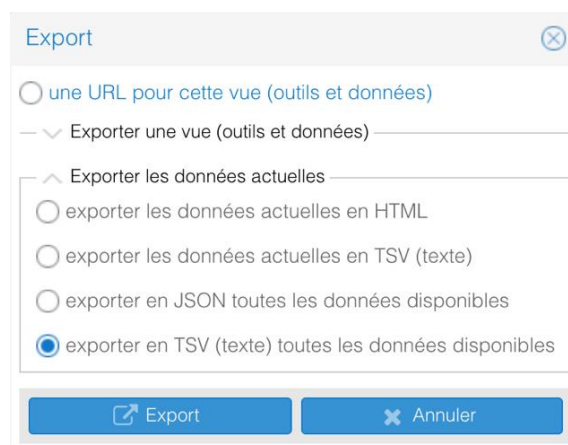 Export
une URL pour cette vue (outils et données)
Exporter une vue (outils et données)
Exporter les données actuelles
exporter les données actuelles en HTML
exporter les données actuelles en TSV (texte)
exporter en JSON toutes les données disponibles
exporter en TSV (texte) toutes les données disponibles
Export Annuler